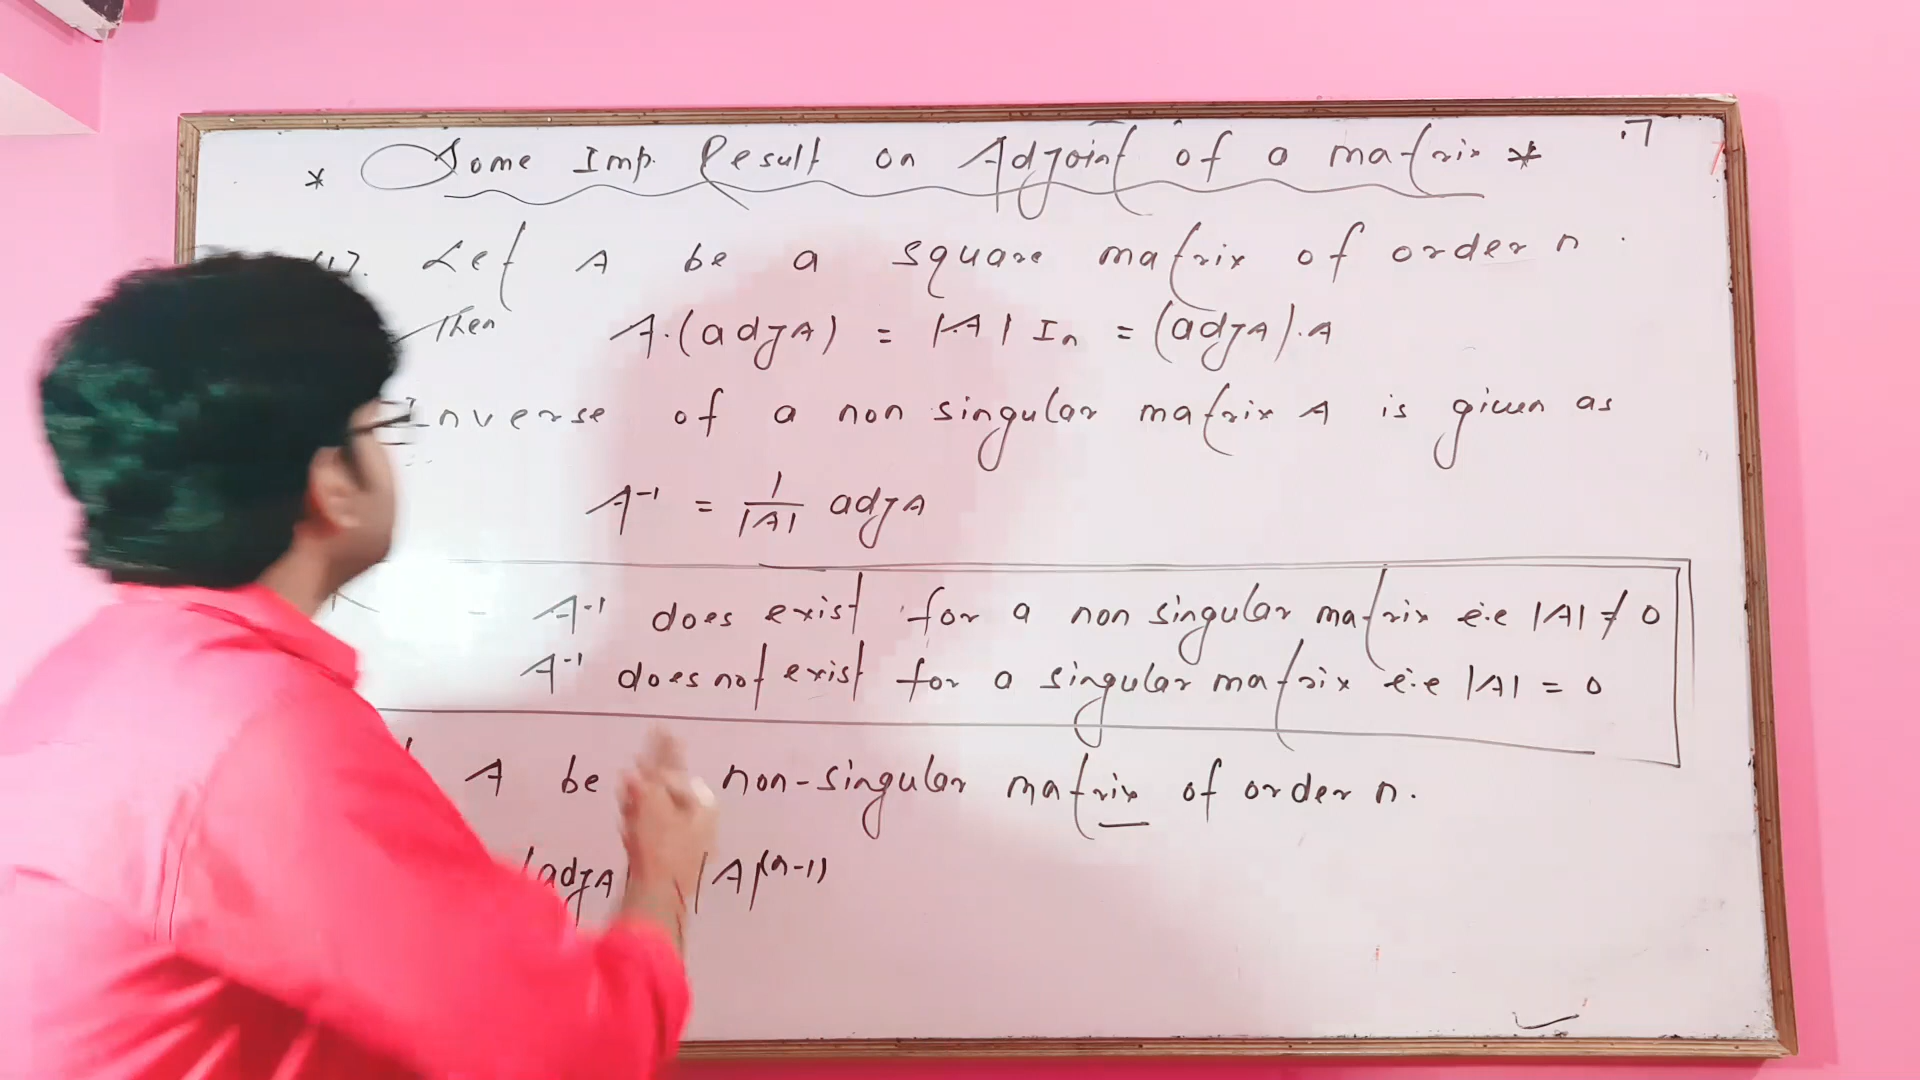 * Some Imp. Result on Adjoint of a matrix *
(1). Let A be a square matrix of order n.
Then A.(adjA) = |A| In = (adjA).A
Inverse of a non singular matrix A is given as
A⁻¹ = 1/|A| adjA
- A⁻¹ does exist for a non singular matrix i.e |A| ≠ 0
A⁻¹ does not exist for a singular matrix i.e |A| = 0
A be non-singular matrix of order n.
|adjA| |A|⁽ⁿ⁻¹⁾